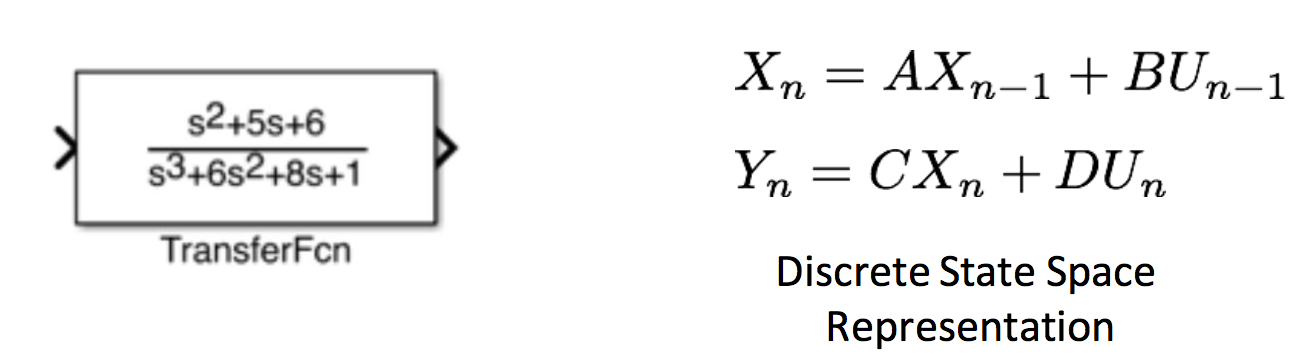 s²+5s+6
s³+6s²+8s+1
TransferFcn
Xₙ = AXₙ₋₁ + BUₙ₋₁
Yₙ = CXₙ + DUₙ
Discrete State Space
Representation